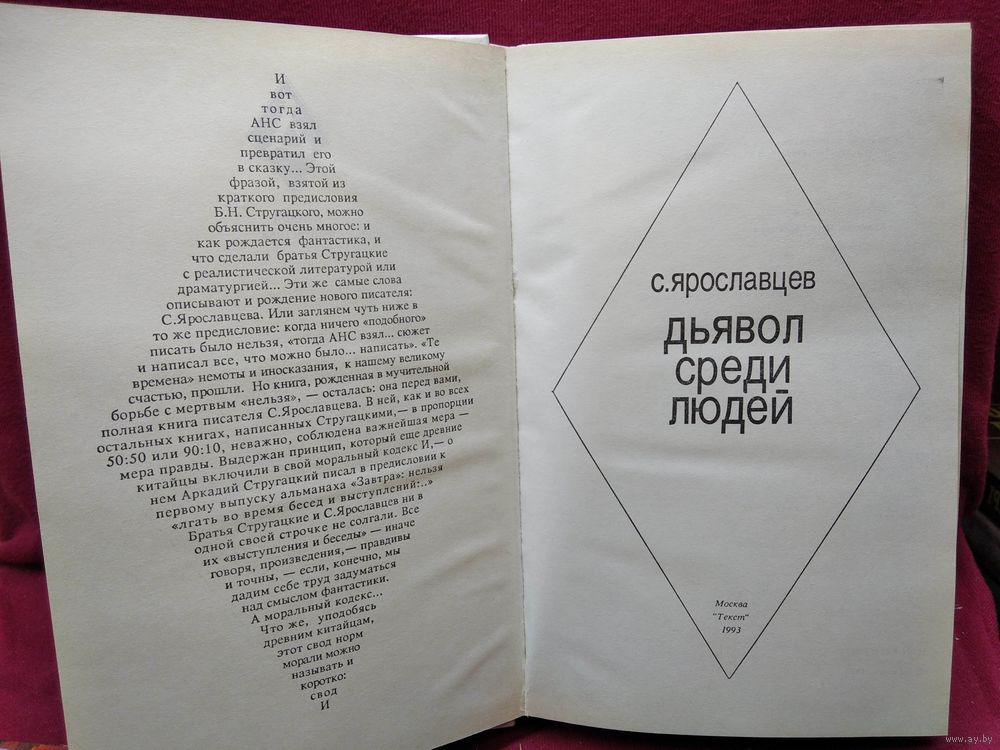 И
вот
тогда
АНС взял
сценарий и
превратил его
в сказку... Этой
фразой, взятой из
краткого предисловия
Б.Н. Стругацкого, можно
объяснить очень многое: и
как рождается фантастика, и
что сделали братья Стругацкие
с реалистической литературой или
драматургией... Эти же самые слова
описывают и рождение нового писателя:
С.Ярославцева. Или заглянем чуть ниже в
то же предисловие: когда ничего «подобного»
писать было нельзя, «тогда АНС взял... сюжет
и написал все, что можно было... написать». «Те
времена» немоты и иносказания, к нашему великому
счастью, прошли. Но книга, рожденная в мучительной
борьбе с мертвым «нельзя», — осталась: она перед вами,
полная книга писателя С.Ярославцева. В ней, как и во всех
остальных книгах, написанных Стругацкими,— в пропорции
50:50 или 90:10, неважно, соблюдена важнейшая мера —
мера правды. Выдержан принцип, который еще древние
китайцы включили в свой моральный кодекс И,— о
нем Аркадий Стругацкий писал в предисловии к
первому выпуску альманаха «Завтра»: нельзя
«лгать во время бесед и выступлений:..»
Братья Стругацкие и С.Ярославцев ни в
одной своей строчке не солгали. Все
их «выступления и беседы» — иначе
говоря, произведения,— правдивы
и точны, — если, конечно, мы
дадим себе труд задуматься
над смыслом фантастики.
А моральный кодекс...
Что же, уподобясь
древним китайцам,
этот свод норм
морали можно
называть и
коротко:
свод
И
С.ЯРОСЛАВЦЕВ
ДЬЯВОЛ
СРЕДИ
ЛЮДЕЙ
Москва
"Текст"
1993
www.ay.by